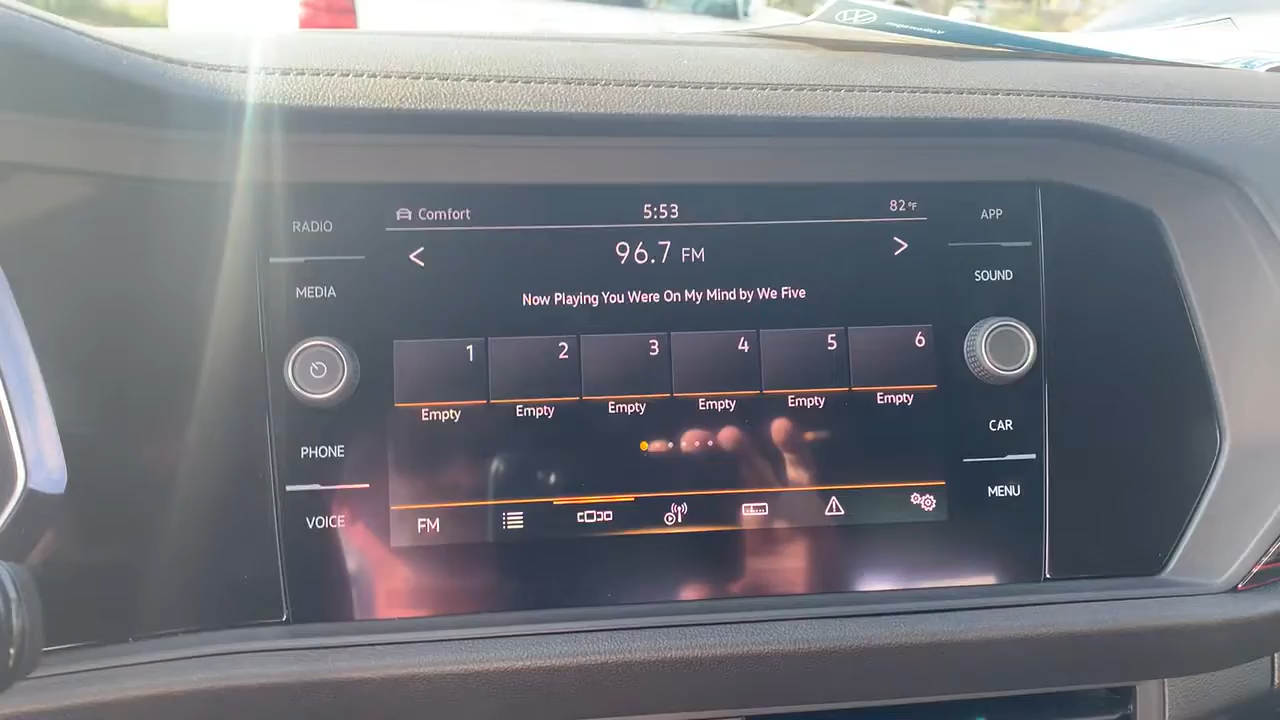 Volkswagen
Comfort 5:53 82°F
RADIO
APP
< 96.7 FM >
MEDIA
SOUND
Now Playing You Were On My Mind by We Five
1 2 3 4 5 6
Empty Empty Empty Empty Empty Empty
PHONE
CAR
VOICE
MENU
FM